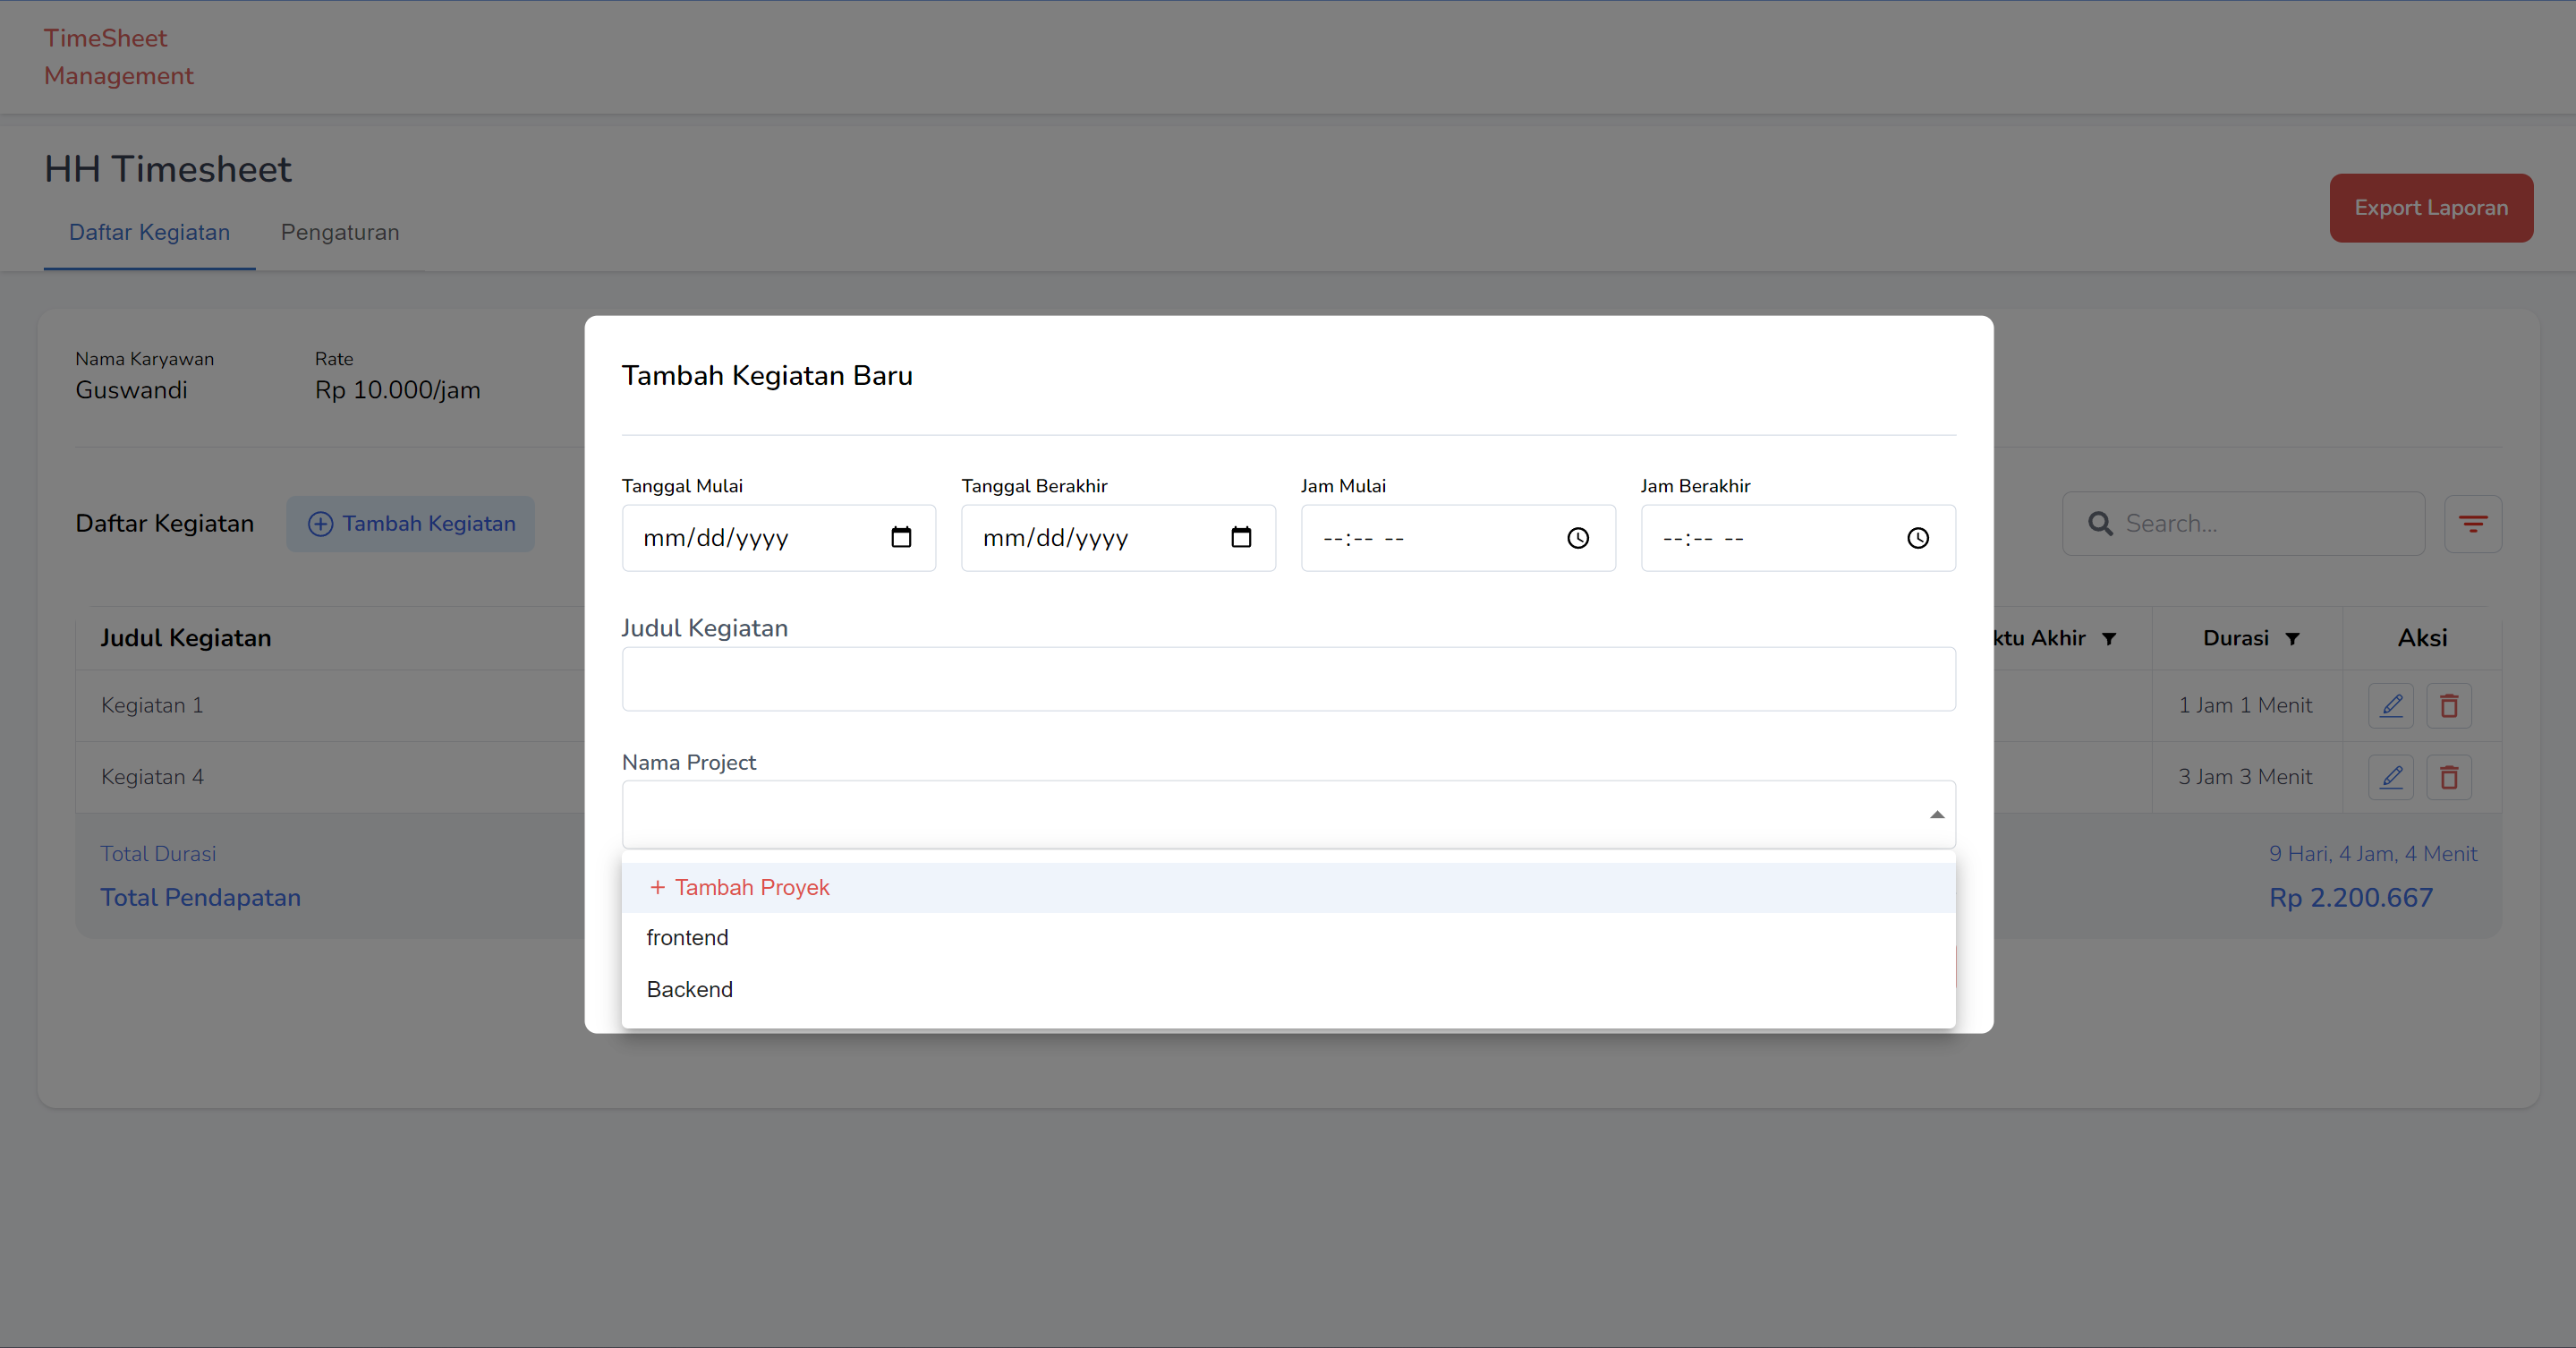 TimeSheet
Management
HH Timesheet
Daftar Kegiatan
Pengaturan
Export Laporan
Nama Karyawan
Guswandi
Rate
Rp 10.000/jam
Daftar Kegiatan
Tambah Kegiatan
Search...
Judul Kegiatan
ktu Akhir
Durasi
Aksi
Kegiatan 1
1 Jam 1 Menit
Kegiatan 4
3 Jam 3 Menit
Total Durasi
9 Hari, 4 Jam, 4 Menit
Total Pendapatan
Rp 2.200.667
Tambah Kegiatan Baru
Tanggal Mulai
mm/dd/yyyy
Tanggal Berakhir
mm/dd/yyyy
Jam Mulai
--:-- --
Jam Berakhir
--:-- --
Judul Kegiatan
Nama Project
+ Tambah Proyek
frontend
Backend